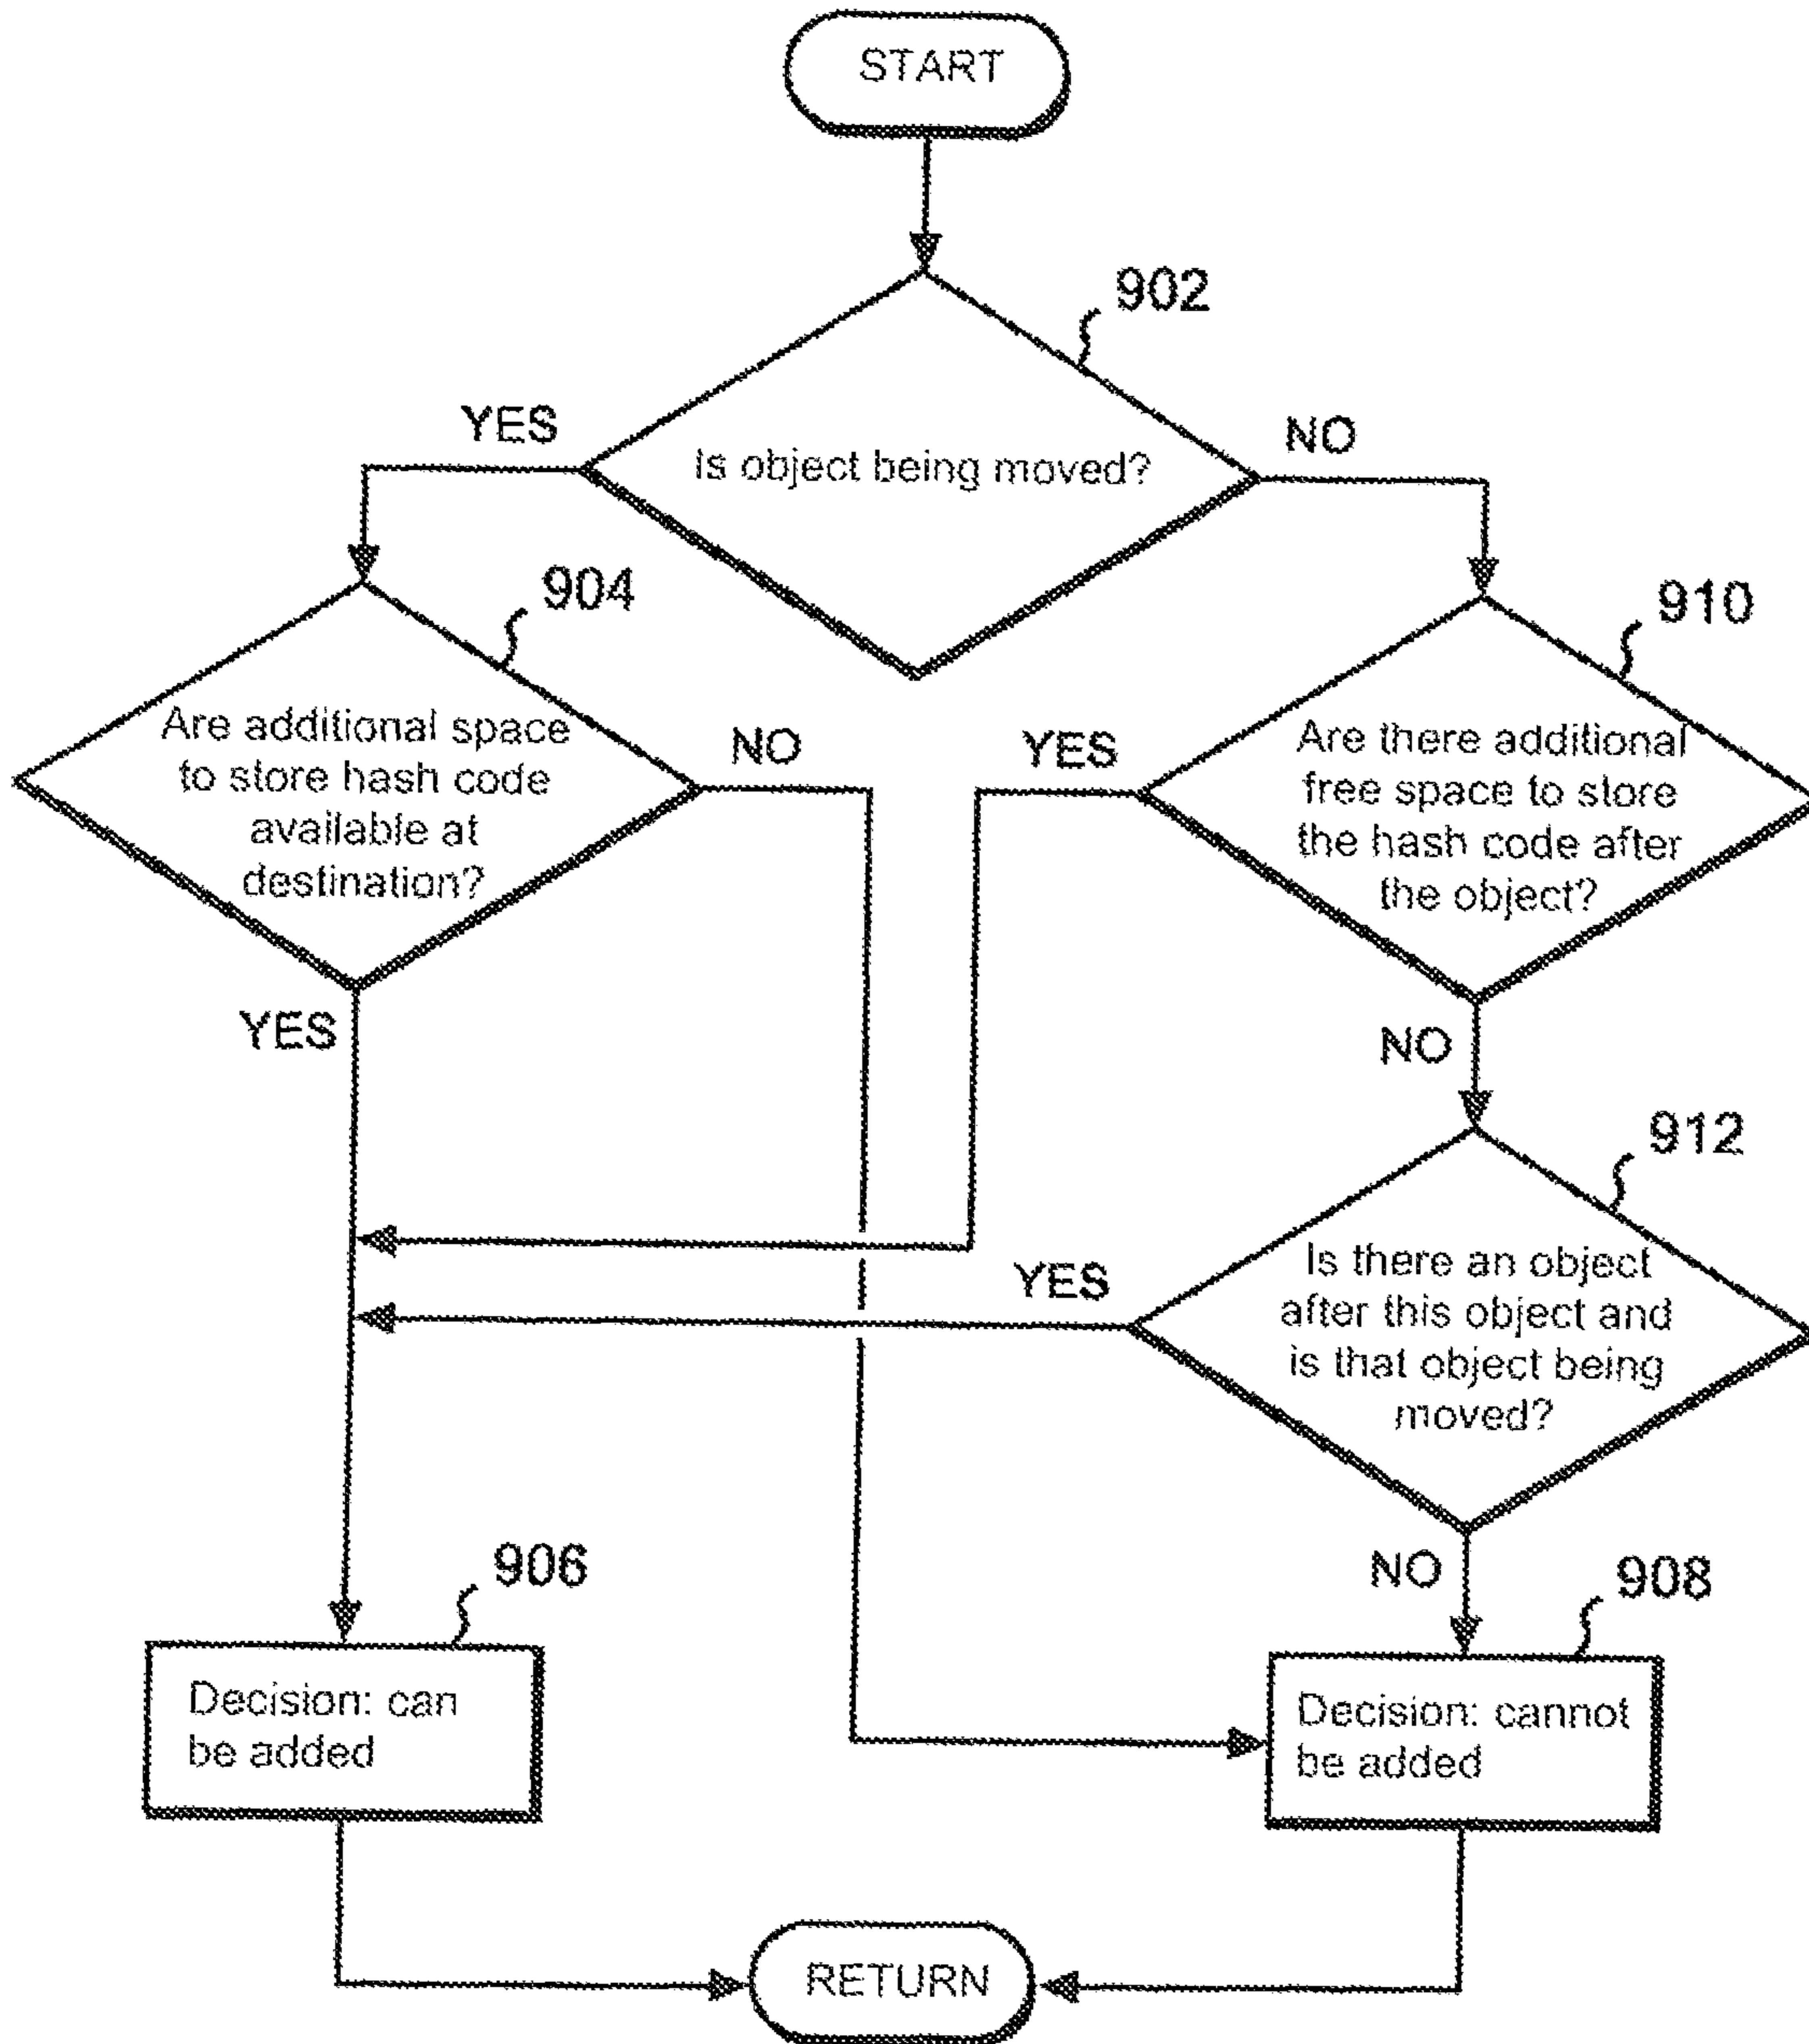 START
902
YES
NO
Is object being moved?
904
910
Are additional space
to store hash code
available at
destination?
NO
YES
Are there additional
free space to store
the hash code after
the object?
YES
NO
912
YES
Is there an object
after this object and
is that object being
moved?
NO
906
908
Decision: can
be added
Decision: cannot
be added
RETURN